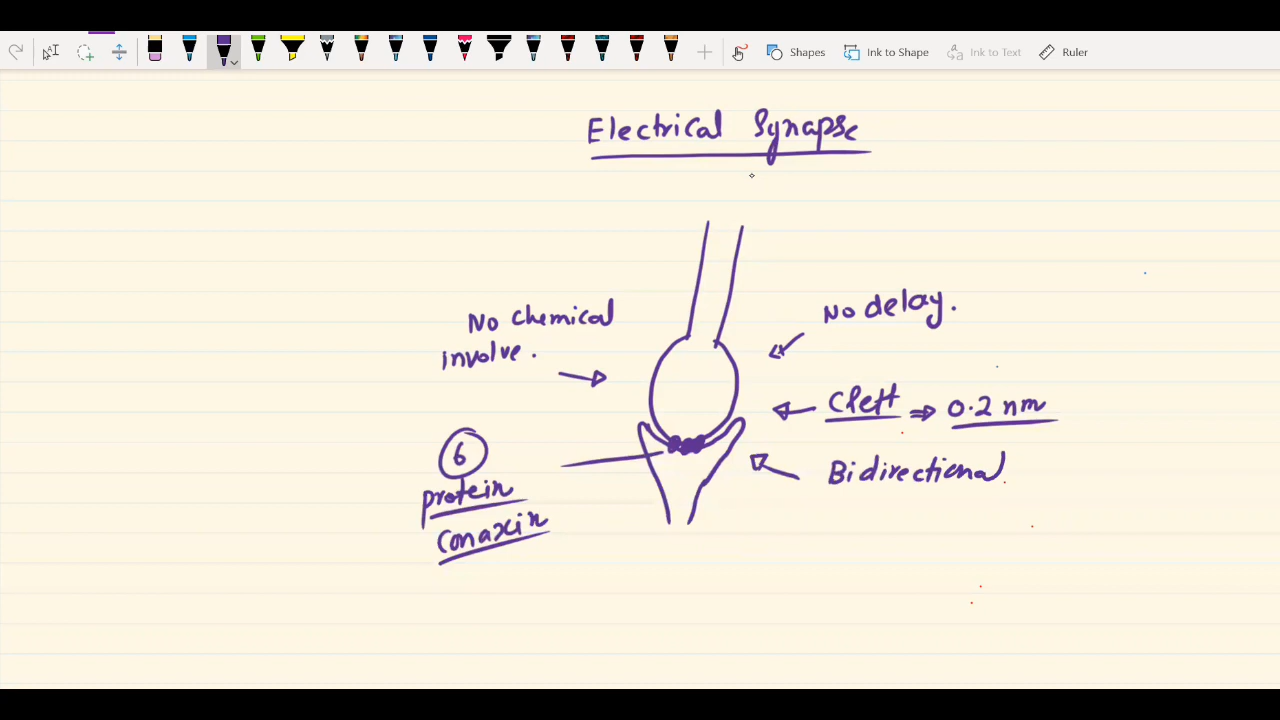 Shapes
Ink to Shape
Ink to Text
Ruler
Electrical Synapse
No chemical
involve.
No delay.
Cleft ⇒ 0.2 nm
Bidirectional
6
protein
conaxin